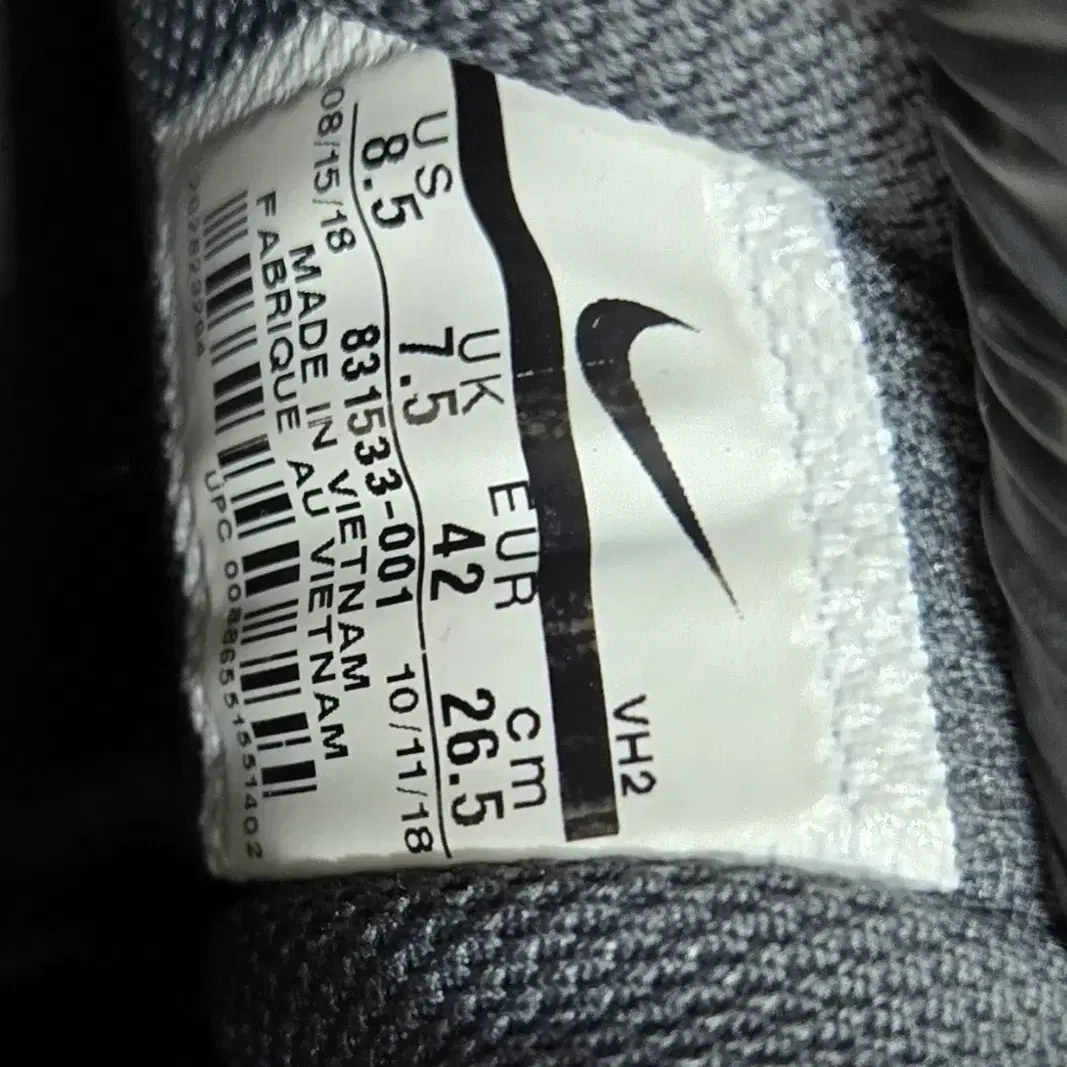 VH2
US UK EUR cm
8.5 7.5 42 26.5
08/15/18 831533-001 10/11/18
MADE IN VIETNAM
FABRIQUE AU VIETNAM
UPC 00886551551402